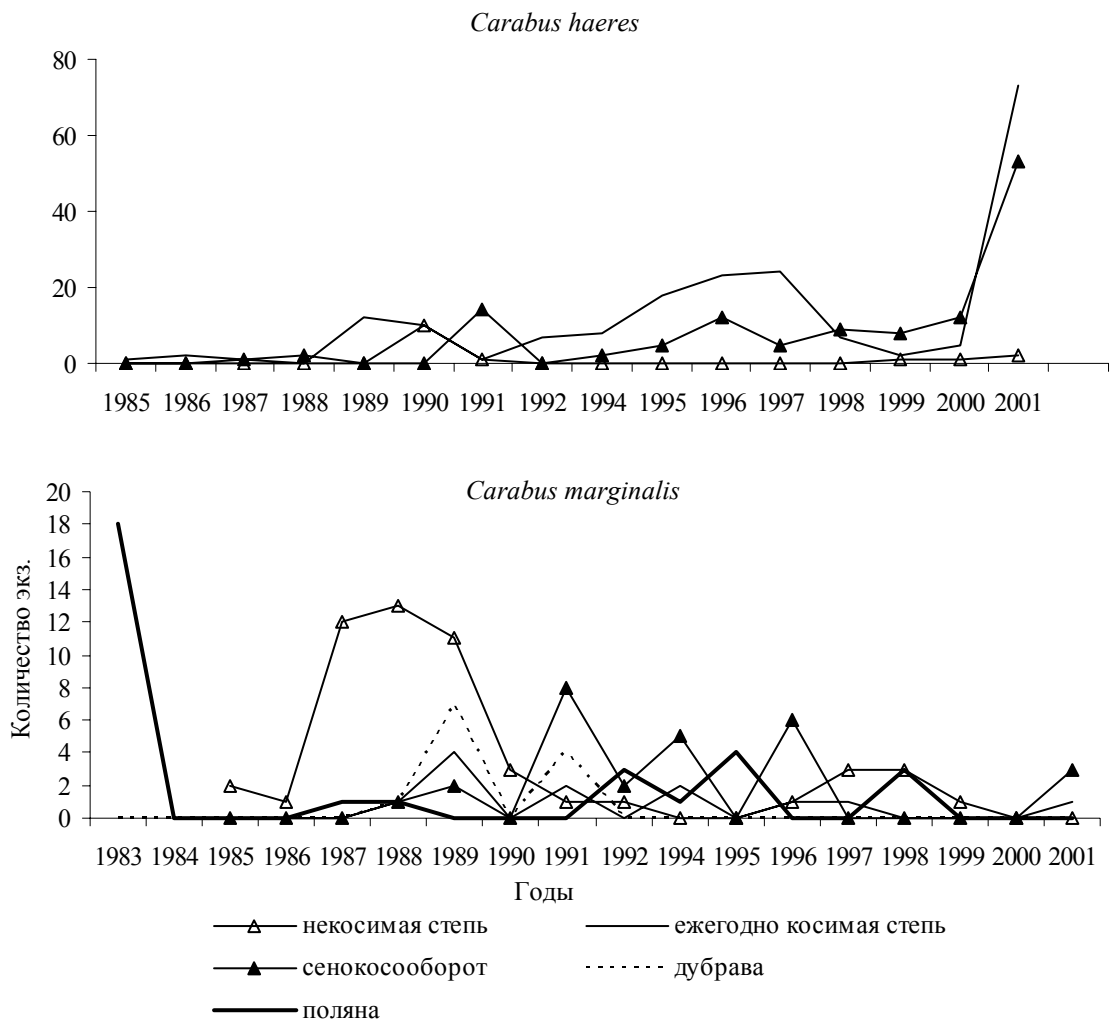 Carabus haeres
80
60
40
20
0
1985 1986 1987 1988 1989 1990 1991 1992 1994 1995 1996 1997 1998 1999 2000 2001
Carabus marginalis
Количество экз.
20
18
16
14
12
10
8
6
4
2
0
1983 1984 1985 1986 1987 1988 1989 1990 1991 1992 1994 1995 1996 1997 1998 1999 2000 2001
Годы
некосимая степь ежегодно косимая степь
сенокосооборот дубрава
поляна